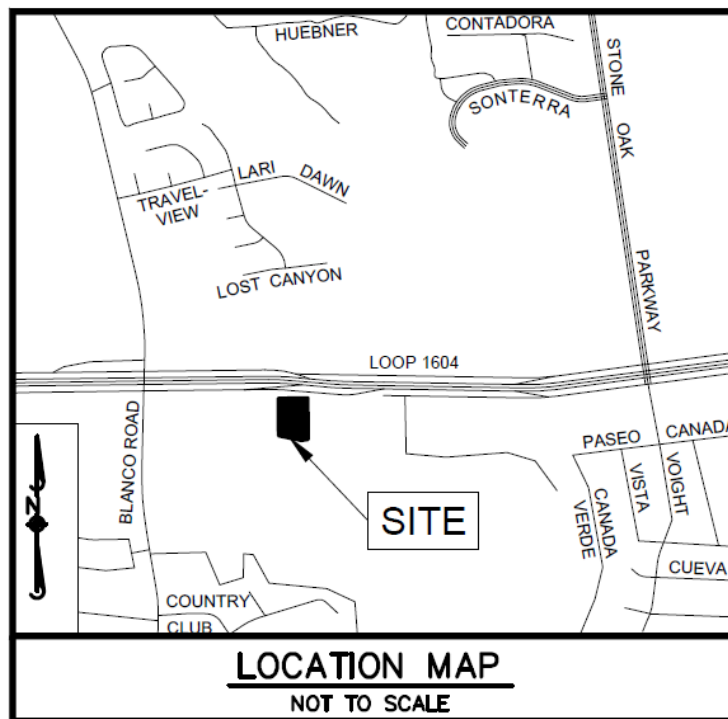 CONTADORA
HUEBNER
STONE OAK PARKWAY
SONTERRA
LARI DAWN
TRAVEL-
VIEW
LOST CANYON
LOOP 1604
BLANCO ROAD
PASEO CANADA
VISTA
VOIGHT
CANADA
VERDE
N
SITE
CUEVA
COUNTRY
CLUB
LOCATION MAP
NOT TO SCALE